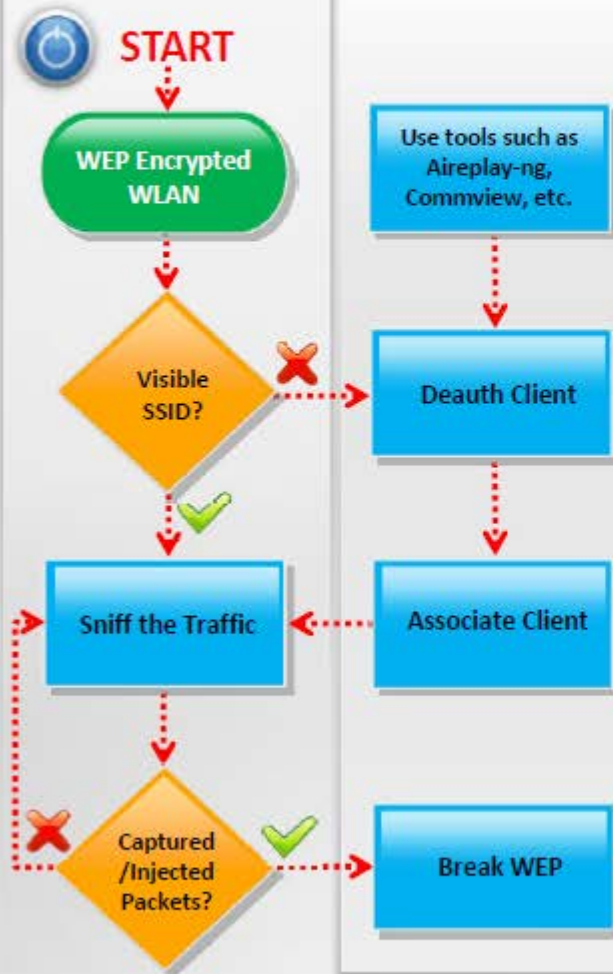 START
WEP Encrypted
WLAN
Use tools such as
Aireplay-ng,
Commview, etc.
Visible
SSID?
Deauth Client
Sniff the Traffic
Associate Client
Captured
/Injected
Packets?
Break WEP